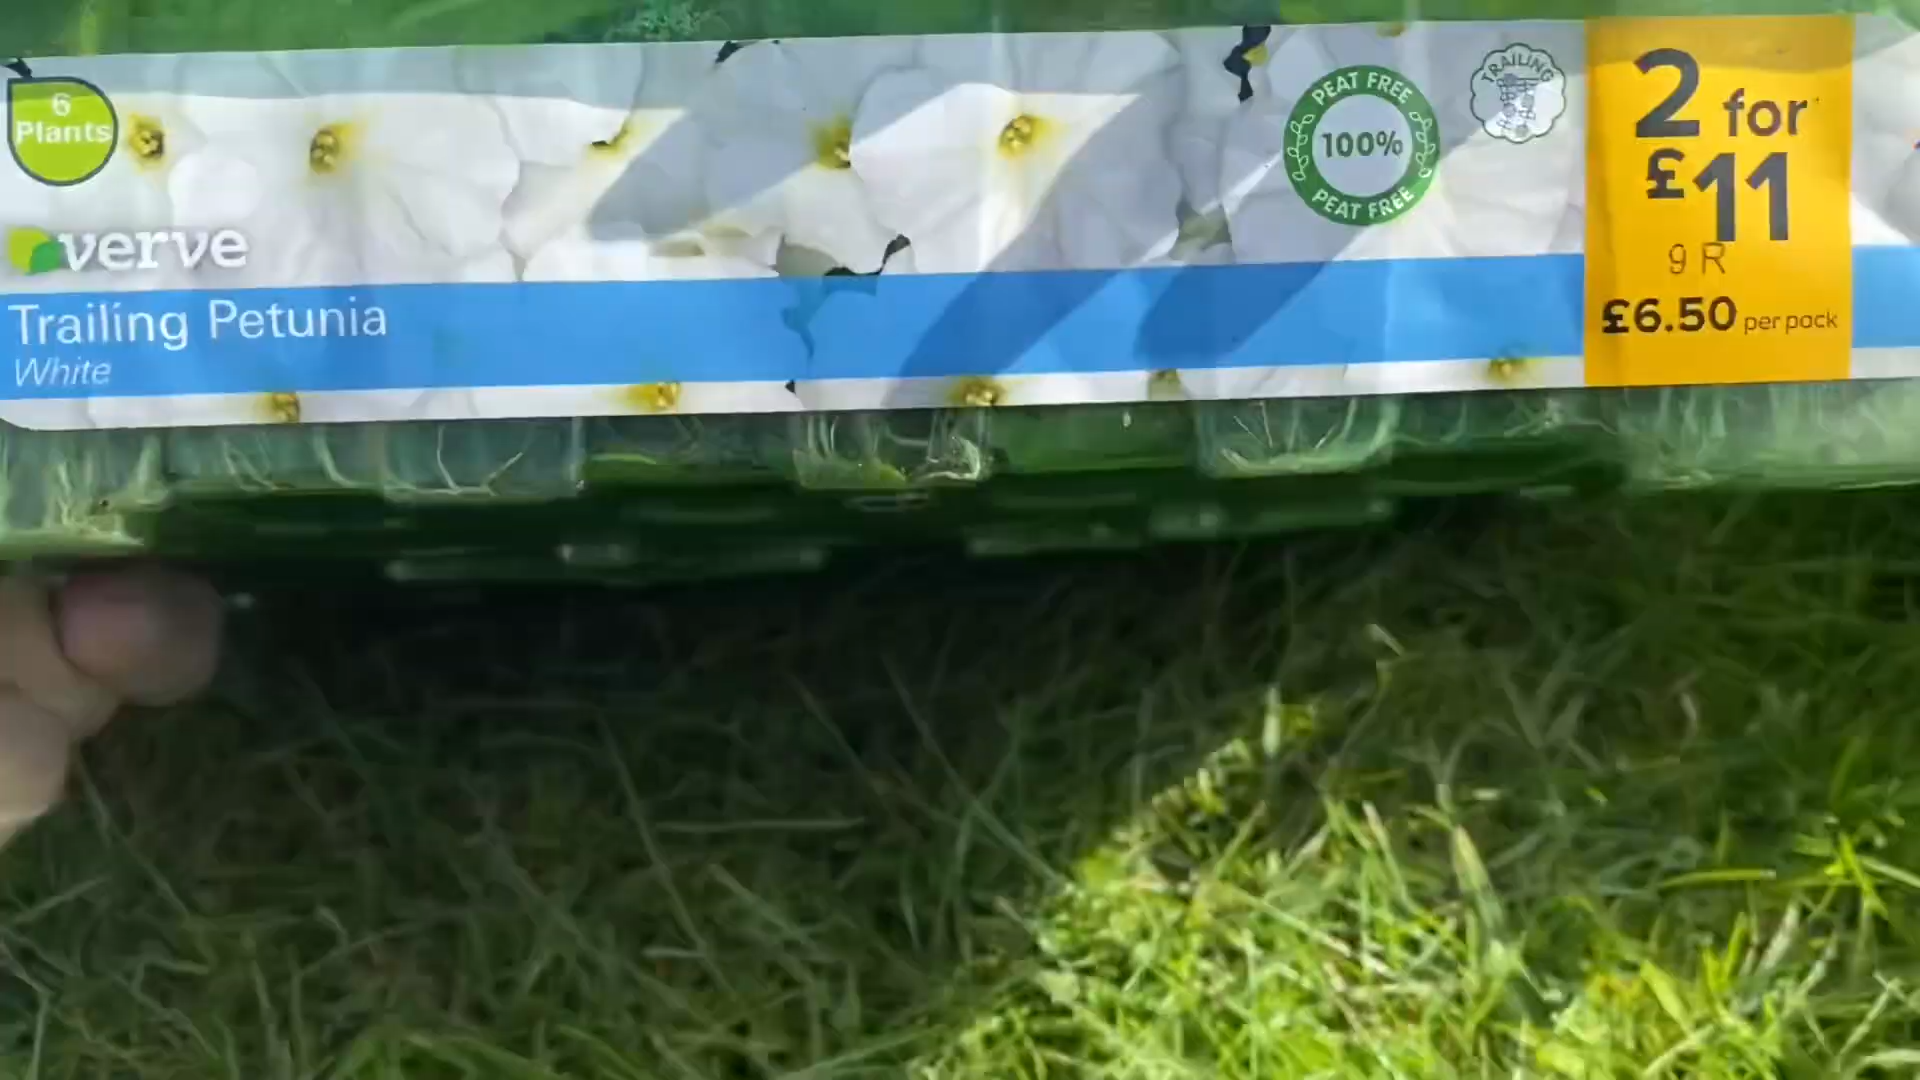 6
Plants
verve
Trailing Petunia
White
PEAT FREE
100%
PEAT FREE
TRAILING
2 for
£11
9 R
£6.50 per pack